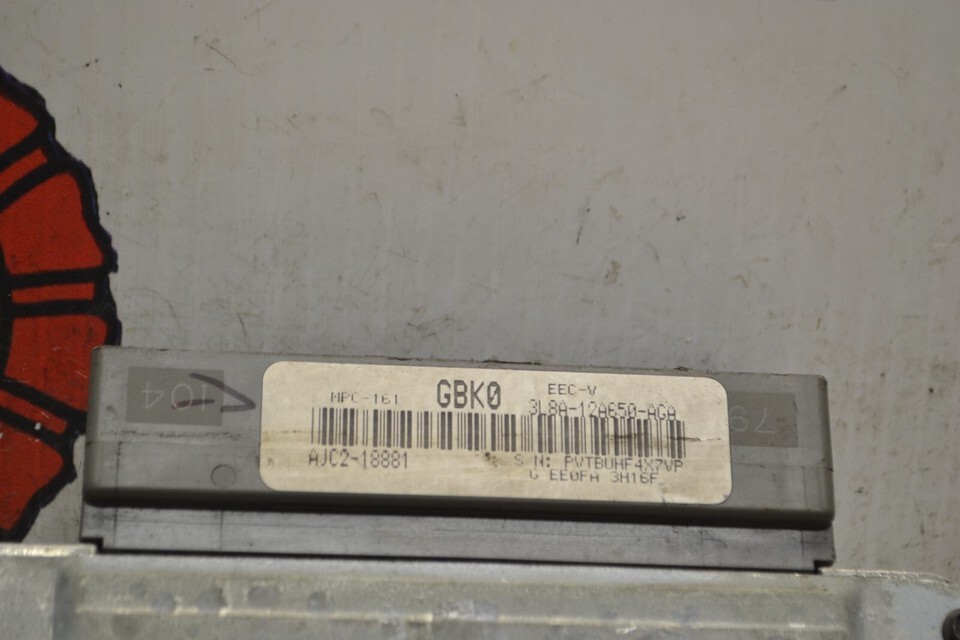 104
MPC-161 GBK0 EEC-V
3L8A-12A650-AGA
AJC2-18881
S N: PVTBUHF4X7VP
G EE0FA 3H16F
79